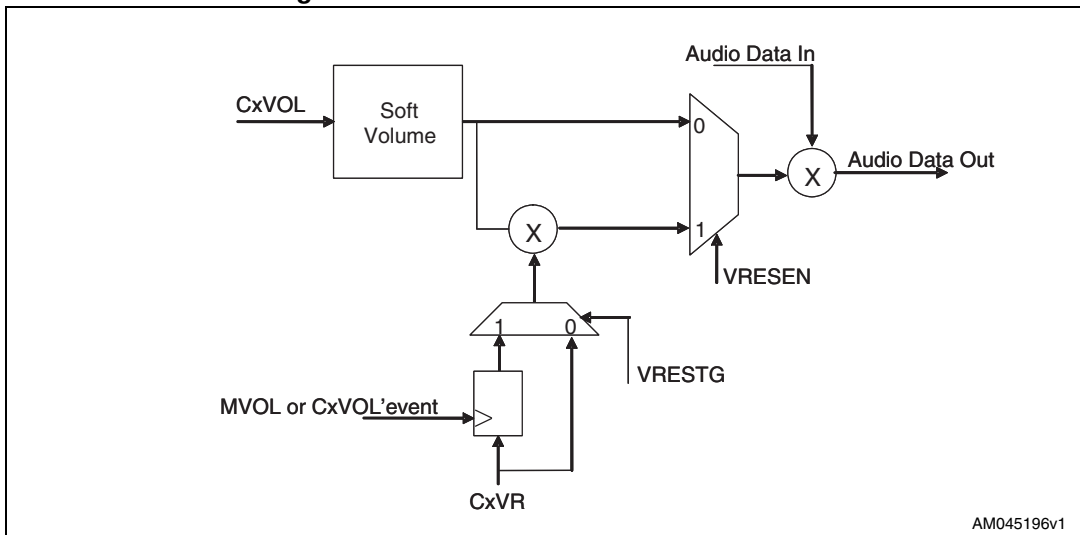 Audio Data In
CxVOL
Soft
Volume
0
X
Audio Data Out
X
1
VRESEN
1
0
VRESTG
MVOL or CxVOL'event
CxVR
AM045196v1